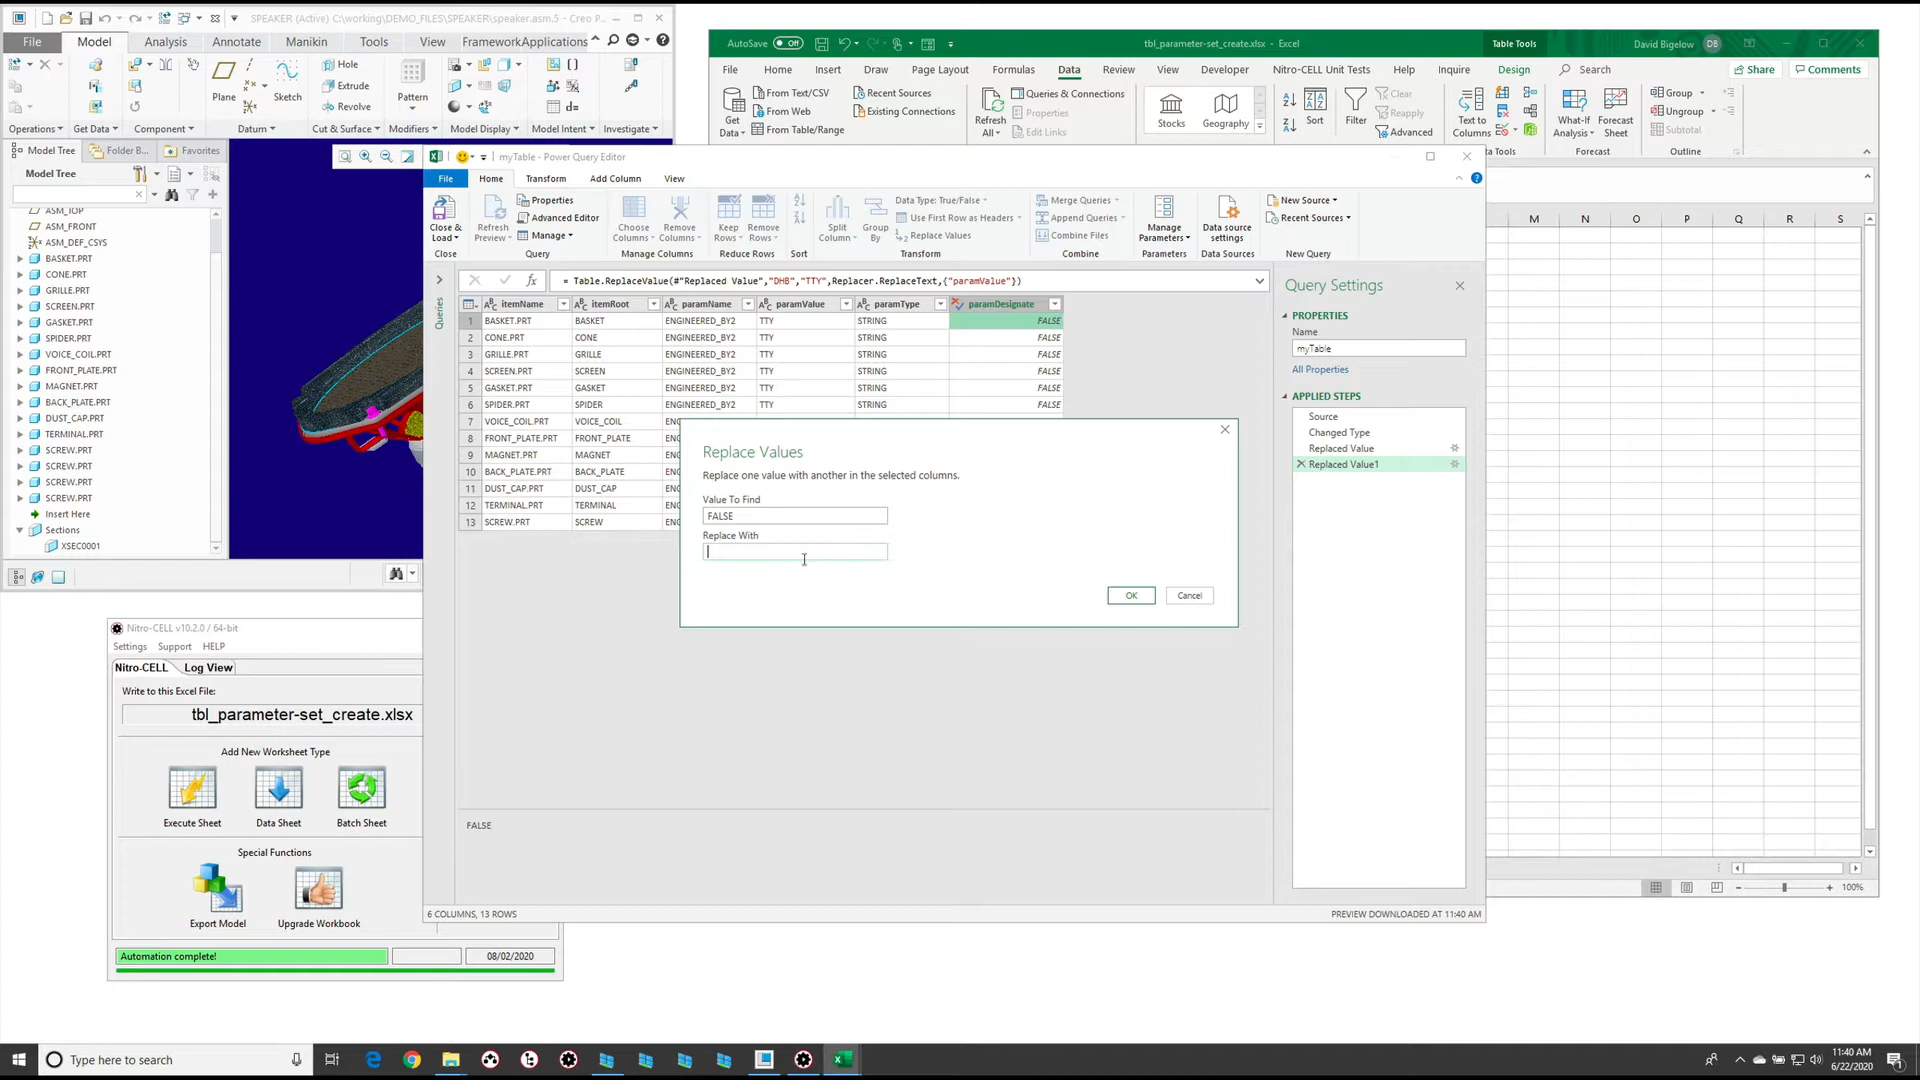 SPEAKER (Active) C:\working\DEMO_FILES\SPEAKER\speaker.asm.5 - Creo P...
File Model Analysis Annotate Manikin Tools View FrameworkApplications
Plane Sketch Hole Extrude Revolve Pattern
Operations Get Data Component Datum Cut & Surface Modifiers Model Display Model Intent Investigate
Model Tree Folder B... Favorites
Model Tree
ASM_TOP
ASM_FRONT
ASM_DEF_CSYS
BASKET.PRT
CONE.PRT
GRILLE.PRT
SCREEN.PRT
GASKET.PRT
SPIDER.PRT
VOICE_COIL.PRT
FRONT_PLATE.PRT
MAGNET.PRT
BACK_PLATE.PRT
DUST_CAP.PRT
TERMINAL.PRT
SCREW.PRT
SCREW.PRT
SCREW.PRT
SCREW.PRT
Insert Here
Sections
XSEC0001
AutoSave Off tbl_parameter-set_create.xlsx - Excel Table Tools David Bigelow DB
File Home Insert Draw Page Layout Formulas Data Review View Developer Nitro-CELL Unit Tests Help Inquire Design Search Share Comments
Get Data From Text/CSV From Web From Table/Range Recent Sources Existing Connections
Refresh All Queries & Connections Properties Edit Links
Stocks Geography Sort Filter Clear Reapply Advanced
Text to Columns What-If Analysis Forecast Sheet Group Ungroup Subtotal
ta Tools Forecast Outline
M N O P Q R S
100%
myTable - Power Query Editor
File Home Transform Add Column View
Close & Load Refresh Preview Properties Advanced Editor Manage
Choose Columns Remove Columns Keep Rows Remove Rows
Split Column Group By Data Type: True/False Use First Row as Headers Replace Values
Merge Queries Append Queries Combine Files
Manage Parameters Data source settings New Source Recent Sources
Close Query Manage Columns Reduce Rows Sort Transform Combine Parameters Data Sources New Query
Queries
fx = Table.ReplaceValue(#"Replaced Value","DHB","TTY",Replacer.ReplaceText,{"paramValue"})
itemName itemRoot paramName paramValue paramType paramDesignate
1 BASKET.PRT BASKET ENGINEERED_BY2 TTY STRING FALSE
2 CONE.PRT CONE ENGINEERED_BY2 TTY STRING FALSE
3 GRILLE.PRT GRILLE ENGINEERED_BY2 TTY STRING FALSE
4 SCREEN.PRT SCREEN ENGINEERED_BY2 TTY STRING FALSE
5 GASKET.PRT GASKET ENGINEERED_BY2 TTY STRING FALSE
6 SPIDER.PRT SPIDER ENGINEERED_BY2 TTY STRING FALSE
7 VOICE_COIL.PRT VOICE_COIL ENG
8 FRONT_PLATE.PRT FRONT_PLATE ENG
9 MAGNET.PRT MAGNET ENG
10 BACK_PLATE.PRT BACK_PLATE ENG
11 DUST_CAP.PRT DUST_CAP ENG
12 TERMINAL.PRT TERMINAL ENG
13 SCREW.PRT SCREW ENG
Replace Values
Replace one value with another in the selected columns.
Value To Find
FALSE
Replace With
OK Cancel
FALSE
6 COLUMNS, 13 ROWS
PREVIEW DOWNLOADED AT 11:40 AM
Query Settings
PROPERTIES
Name
myTable
All Properties
APPLIED STEPS
Source
Changed Type
Replaced Value
Replaced Value1
Nitro-CELL v10.2.0 / 64-bit
Settings Support HELP
Nitro-CELL Log View
Write to this Excel File:
tbl_parameter-set_create.xlsx
Add New Worksheet Type
Execute Sheet Data Sheet Batch Sheet
Special Functions
Export Model Upgrade Workbook
Automation complete! 08/02/2020
Type here to search
11:40 AM
6/22/2020